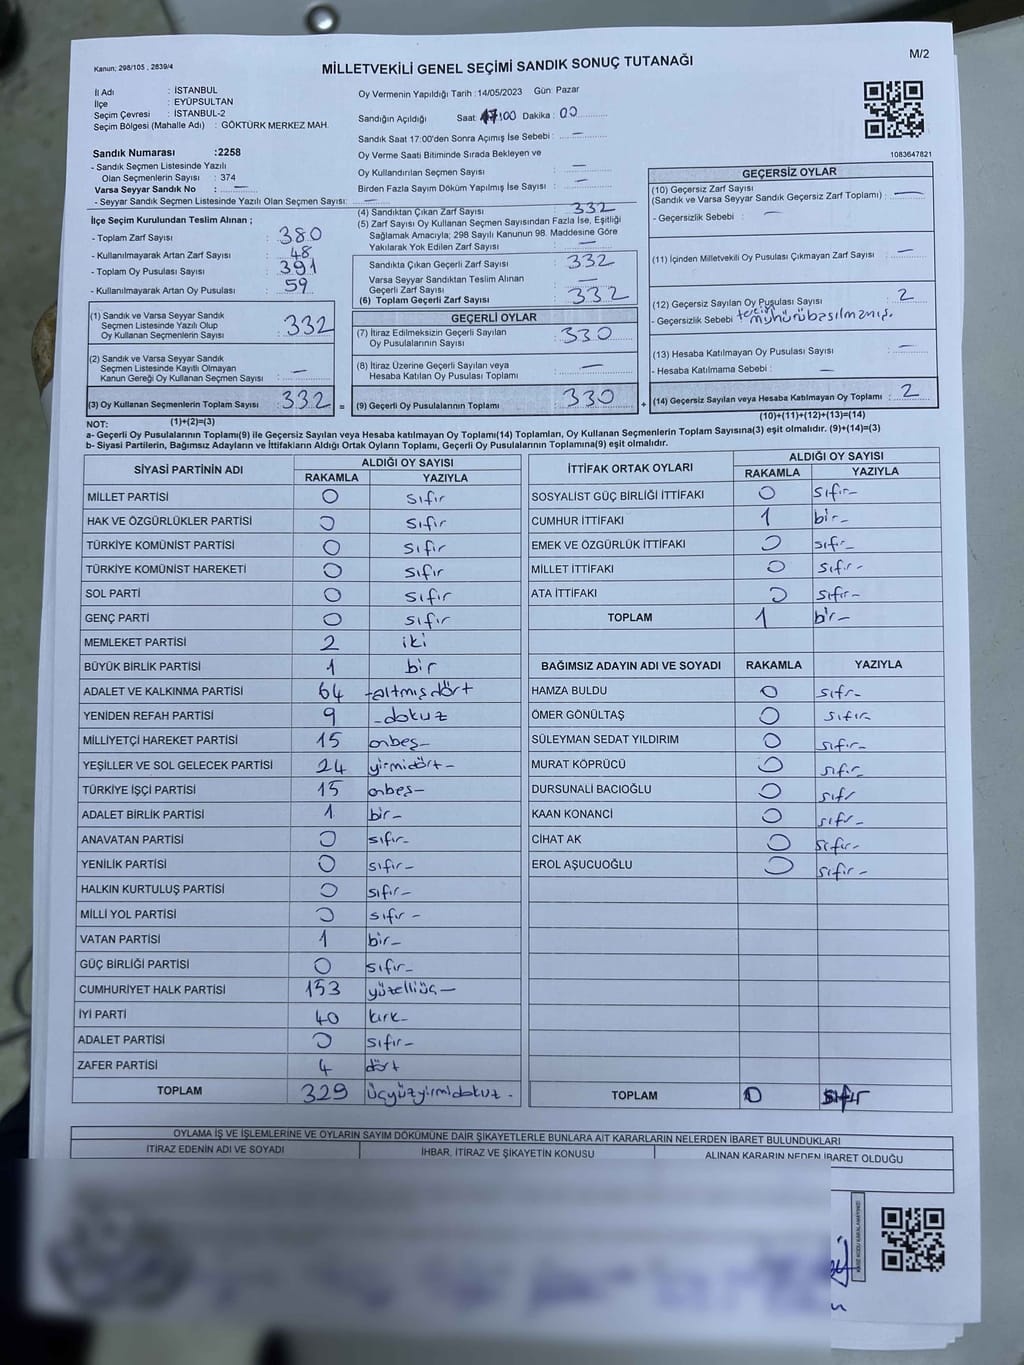 Kanun: 298/105 , 2839/4
MİLLETVEKİLİ GENEL SEÇİMİ SANDIK SONUÇ TUTANAĞI
M/2
İl Adı : İSTANBUL
İlçe : EYÜPSULTAN
Seçim Çevresi : İSTANBUL-2
Seçim Bölgesi (Mahalle Adı) : GÖKTÜRK MERKEZ MAH.
Sandık Numarası :2258
- Sandık Seçmen Listesinde Yazılı
Olan Seçmenlerin Sayısı : 374
Varsa Seyyar Sandık No : —
- Seyyar Sandık Seçmen Listesinde Yazılı Olan Seçmen Sayısı: —
Oy Vermenin Yapıldığı Tarih :14/05/2023 Gün: Pazar
Sandığın Açıldığı Saat: 17:00 Dakika : 00
Sandık Saat 17:00'den Sonra Açımış İse Sebebi : —
Oy Verme Saati Bitiminde Sırada Bekleyen ve
Oy Kullandırılan Seçmen Sayısı : —
Birden Fazla Sayım Döküm Yapılmış İse Sayısı : —
1083647821
İlçe Seçim Kurulundan Teslim Alınan ;
- Toplam Zarf Sayısı : 380
- Kullanılmayarak Artan Zarf Sayısı : 48
- Toplam Oy Pusulası Sayısı : 391
- Kullanılmayarak Artan Oy Pusulası : 59
(1) Sandık ve Varsa Seyyar Sandık
Seçmen Listesinde Yazılı Olup
Oy Kullanan Seçmenlerin Sayısı : 332
(2) Sandık ve Varsa Seyyar Sandık
Seçmen Listesinde Kayıtlı Olmayan
Kanun Gereği Oy Kullanan Seçmen Sayısı : —
(3) Oy Kullanan Seçmenlerin Toplam Sayısı : 332 =
(4) Sandıktan Çıkan Zarf Sayısı : 332
(5) Zarf Sayısı Oy Kullanan Seçmen Sayısından Fazla İse, Eşitliği
Sağlamak Amacıyla; 298 Sayılı Kanunun 98. Maddesine Göre
Yakılarak Yok Edilen Zarf Sayısı : —
Sandıkta Çıkan Geçerli Zarf Sayısı : 332
Varsa Seyyar Sandıktan Teslim Alınan
Geçerli Zarf Sayısı : —
(6) Toplam Geçerli Zarf Sayısı : 332
GEÇERLİ OYLAR
(7) İtiraz Edilmeksizin Geçerli Sayılan
Oy Pusulalarının Sayısı : 330
(8) İtiraz Üzerine Geçerli Sayılan veya
Hesaba Katılan Oy Pusulası Toplamı : —
(9) Geçerli Oy Pusulalarının Toplamı : 330 +
GEÇERSİZ OYLAR
(10) Geçersiz Zarf Sayısı
(Sandık ve Varsa Seyyar Sandık Geçersiz Zarf Toplamı) : —
- Geçersizlik Sebebi : —
(11) İçinden Milletvekili Oy Pusulası Çıkmayan Zarf Sayısı : —
(12) Geçersiz Sayılan Oy Pusulası Sayısı : 2
- Geçersizlik Sebebi : tercih mührü basılmamış.
(13) Hesaba Katılmayan Oy Pusulası Sayısı : —
- Hesaba Katılmama Sebebi : —
(14) Geçersiz Sayılan veya Hesaba Katılmayan Oy Toplamı : 2
NOT: (1)+(2)=(3)
(10)+(11)+(12)+(13)=(14)
a- Geçerli Oy Pusulalarının Toplamı(9) ile Geçersiz Sayılan veya Hesaba katılmayan Oy Toplamı(14) Toplamları, Oy Kullanan Seçmenlerin Toplam Sayısına(3) eşit olmalıdır. (9)+(14)=(3)
b- Siyasi Partilerin, Bağımsız Adayların ve İttifakların Aldığı Oyların Toplamı, Geçerli Oy Pusulalarının Toplamına(9) eşit olmalıdır.
SİYASİ PARTİNİN ADI ALDIĞI OY SAYISI
RAKAMLA YAZIYLA
MİLLET PARTİSİ 0 sıfır
HAK VE ÖZGÜRLÜKLER PARTİSİ 0 sıfır
TÜRKİYE KOMÜNİST PARTİSİ 0 sıfır
TÜRKİYE KOMÜNİST HAREKETİ 0 sıfır
SOL PARTİ 0 sıfır
GENÇ PARTİ 0 sıfır
MEMLEKET PARTİSİ 2 iki
BÜYÜK BİRLİK PARTİSİ 1 bir
ADALET VE KALKINMA PARTİSİ 64 -altmışdört
YENİDEN REFAH PARTİSİ 9 -dokuz
MİLLİYETÇİ HAREKET PARTİSİ 15 onbeş-
YEŞİLLER VE SOL GELECEK PARTİSİ 24 yirmidört-
TÜRKİYE İŞÇİ PARTİSİ 15 onbeş-
ADALET BİRLİK PARTİSİ 1 bir-
ANAVATAN PARTİSİ 0 sıfır-
YENİLİK PARTİSİ 0 sıfır-
HALKIN KURTULUŞ PARTİSİ 0 sıfır-
MİLLİ YOL PARTİSİ 0 sıfır-
VATAN PARTİSİ 1 bir-
GÜÇ BİRLİĞİ PARTİSİ 0 sıfır-
CUMHURİYET HALK PARTİSİ 153 yüzelliüç-
İYİ PARTİ 40 kırk-
ADALET PARTİSİ 0 sıfır-
ZAFER PARTİSİ 4 dört
TOPLAM 329 üçyüzyirmidokuz-
İTTİFAK ORTAK OYLARI ALDIĞI OY SAYISI
RAKAMLA YAZIYLA
SOSYALİST GÜÇ BİRLİĞİ İTTİFAKI 0 sıfır-
CUMHUR İTTİFAKI 1 bir-
EMEK VE ÖZGÜRLÜK İTTİFAKI 0 sıfır-
MİLLET İTTİFAKI 0 sıfır-
ATA İTTİFAKI 0 sıfır-
TOPLAM 1 bir-
BAĞIMSIZ ADAYIN ADI VE SOYADI RAKAMLA YAZIYLA
HAMZA BULDU 0 sıfr-
ÖMER GÖNÜLTAŞ 0 sıfır
SÜLEYMAN SEDAT YILDIRIM 0 sıfır
MURAT KÖPRÜCÜ 0 sıfır
DURSUNALİ BACIOĞLU 0 sıfr
KAAN KONANCİ 0 sıfr-
CİHAT AK 0 sıfır-
EROL AŞUCUOĞLU 0 sıfır-
TOPLAM 0 sıfır
OYLAMA İŞ VE İŞLEMLERİNE VE OYLARIN SAYIM DÖKÜMÜNE DAİR ŞİKAYETLERLE BUNLARA AİT KARARLARIN NELERDEN İBARET BULUNDUKLARI
İTİRAZ EDENİN ADI VE SOYADI İHBAR, İTİRAZ VE ŞİKAYETİN KONUSU ALINAN KARARIN NEDEN İBARET OLDUĞU